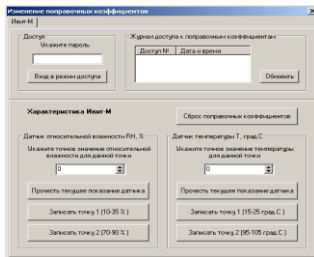 Изменение поправочных коэффициентов
Ивит-М
Доступ
Укажите пароль
Вход в режим доступа
Журнал доступа к поправочным коэффициентам
Доступ № Дата и время
Обновить
Характеристика Ивит-М
Сброс поправочных коэффициентов
Датчик относительной влажности RH, %
Укажите точное значение относительной
влажности для данной точки
0
Прочесть текущее показание датчика
Записать точку 1 (10-35 % )
Записать точку 2 (70-90 % )
Датчик температуры Т, град.С
Укажите точное значение температуры
для данной точки
0
Прочесть текущее показание датчика
Записать точку 1 (15-25 град.С )
Записать точку 2 (95-105 град.С )